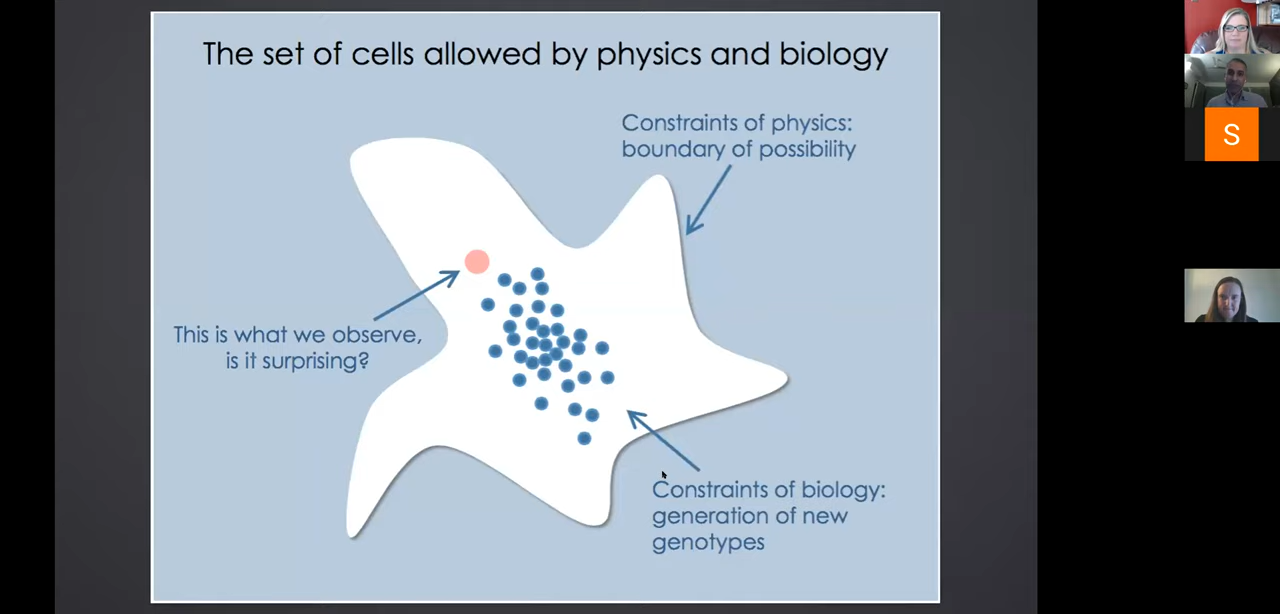 The set of cells allowed by physics and biology
Constraints of physics:
boundary of possibility
This is what we observe,
is it surprising?
Constraints of biology:
generation of new
genotypes
S